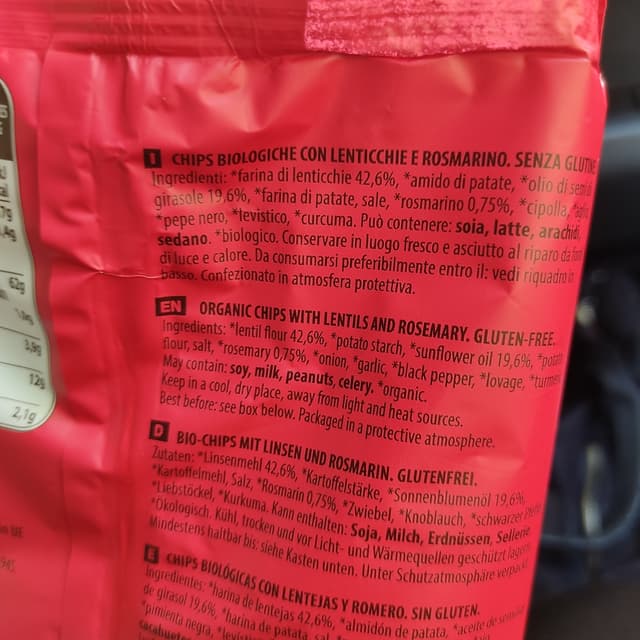 I CHIPS BIOLOGICHE CON LENTICCHIE E ROSMARINO. SENZA GLUTINE
Ingredienti: *farina di lenticchie 42,6%, *amido di patate, *olio di semi di
girasole 19,6%, *farina di patate, sale, *rosmarino 0,75%, *cipolla, *aglio,
*pepe nero, *levistico, *curcuma. Può contenere: soia, latte, arachidi,
sedano. *biologico. Conservare in luogo fresco e asciutto al riparo da fonti
di luce e calore. Da consumarsi preferibilmente entro il: vedi riquadro in
basso. Confezionato in atmosfera protettiva.
EN ORGANIC CHIPS WITH LENTILS AND ROSEMARY. GLUTEN-FREE.
Ingredients: *lentil flour 42,6%, *potato starch, *sunflower oil 19,6%, *potato
flour, salt, *rosemary 0,75%, *onion, *garlic, *black pepper, *lovage, *turmeric.
May contain: soy, milk, peanuts, celery. *organic.
Keep in a cool, dry place, away from light and heat sources.
Best before: see box below. Packaged in a protective atmosphere.
D BIO-CHIPS MIT LINSEN UND ROSMARIN. GLUTENFREI.
Zutaten: *Linsenmehl 42,6%, *Kartoffelstärke, *Sonnenblumenöl 19,6%,
*Kartoffelmehl, Salz, *Rosmarin 0,75%, *Zwiebel, *Knoblauch, *schwarzer
*Liebstöckel, *Kurkuma. Kann enthalten: Soja, Milch, Erdnüssen, Sellerie.
*Ökologisch. Kühl, trocken und vor Licht- und Wärmequellen geschützt lagern.
Mindestens haltbar bis: siehe Kasten unten. Unter Schutzatmosphäre verpackt.
E CHIPS BIOLÓGICAS CON LENTEJAS Y ROMERO. SIN GLUTEN.
Ingredientes: *harina de lentejas 42,6%, *almidón de patata, *aceite de semillas
de girasol 19,6%, *harina de patata, sal,
*pimienta negra,
62g
3,9g
12g
2,1g